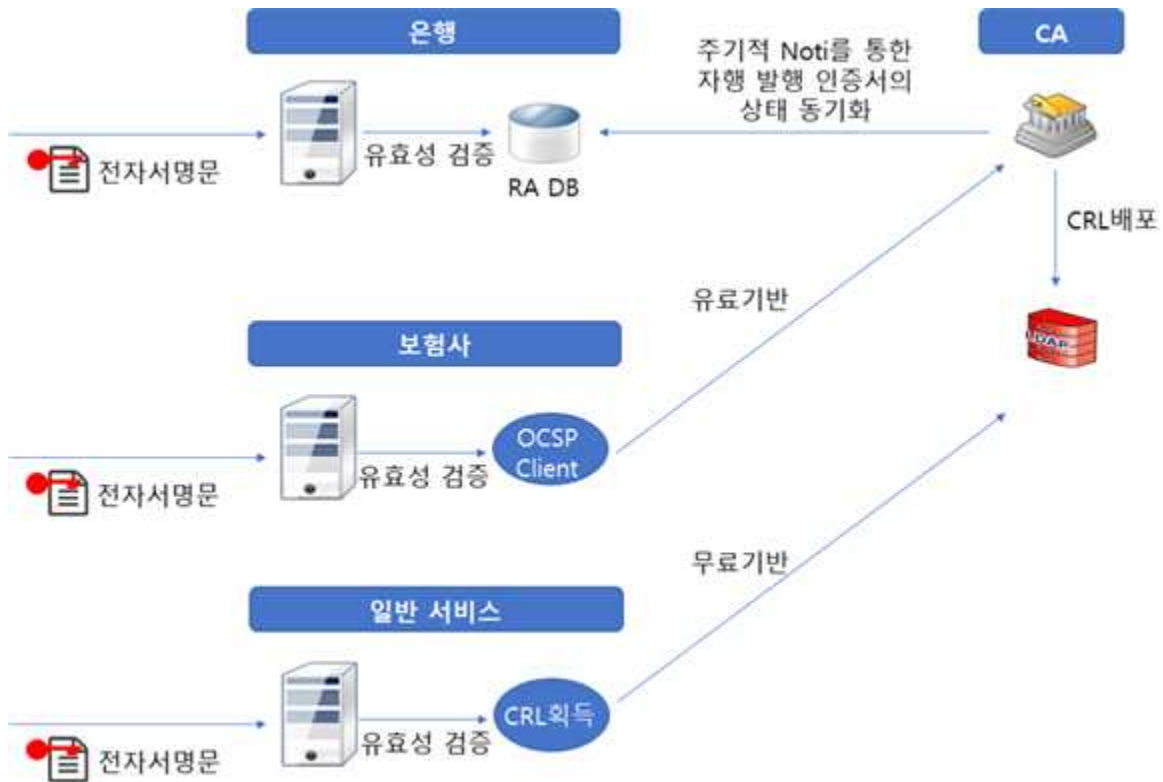 은행
CA
주기적 Noti를 통한
자행 발행 인증서의
상태 동기화
전자서명문
유효성 검증
RA DB
CRL배포
유료기반
LDAP
보험사
OCSP
Client
전자서명문
유효성 검증
무료기반
일반 서비스
CRL획득
전자서명문
유효성 검증